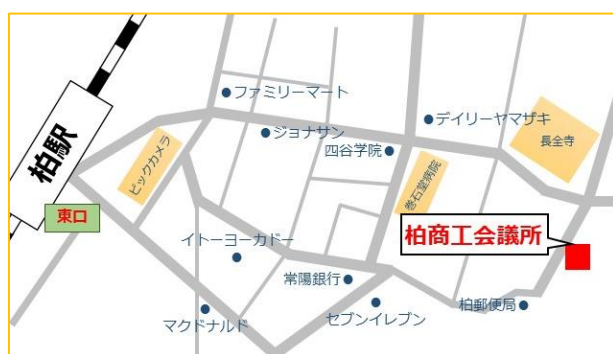 ファミリーマート
デイリーヤマザキ
柏駅
ジョナサン
長全寺
四谷学院
ビックカメラ
巻石堂病院
東口
柏商工会議所
イトーヨーカドー
常陽銀行
柏郵便局
マクドナルド
セブンイレブン